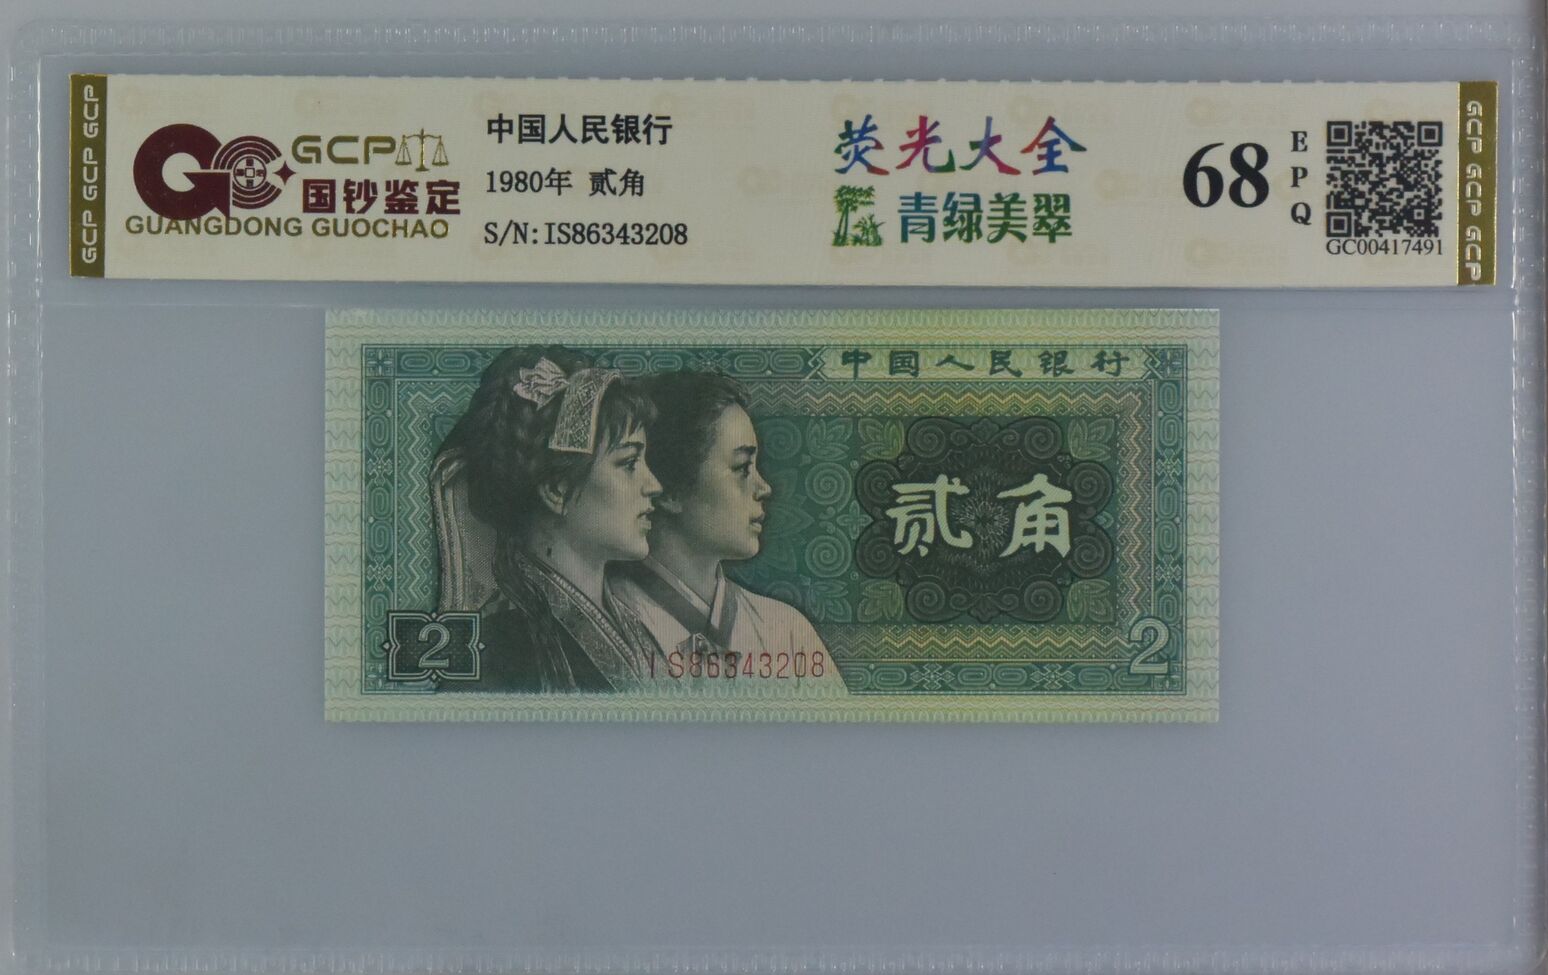 GCP GCP GCP
GCP
国钞鉴定
GUANGDONG GUOCHAO
中国人民银行
1980年 贰角
S/N:IS86343208
荧光大全
青绿美翠
68
EPQ
GC00417491
GCP GCP GCP
中国人民银行
贰角
2
2
IS86343208